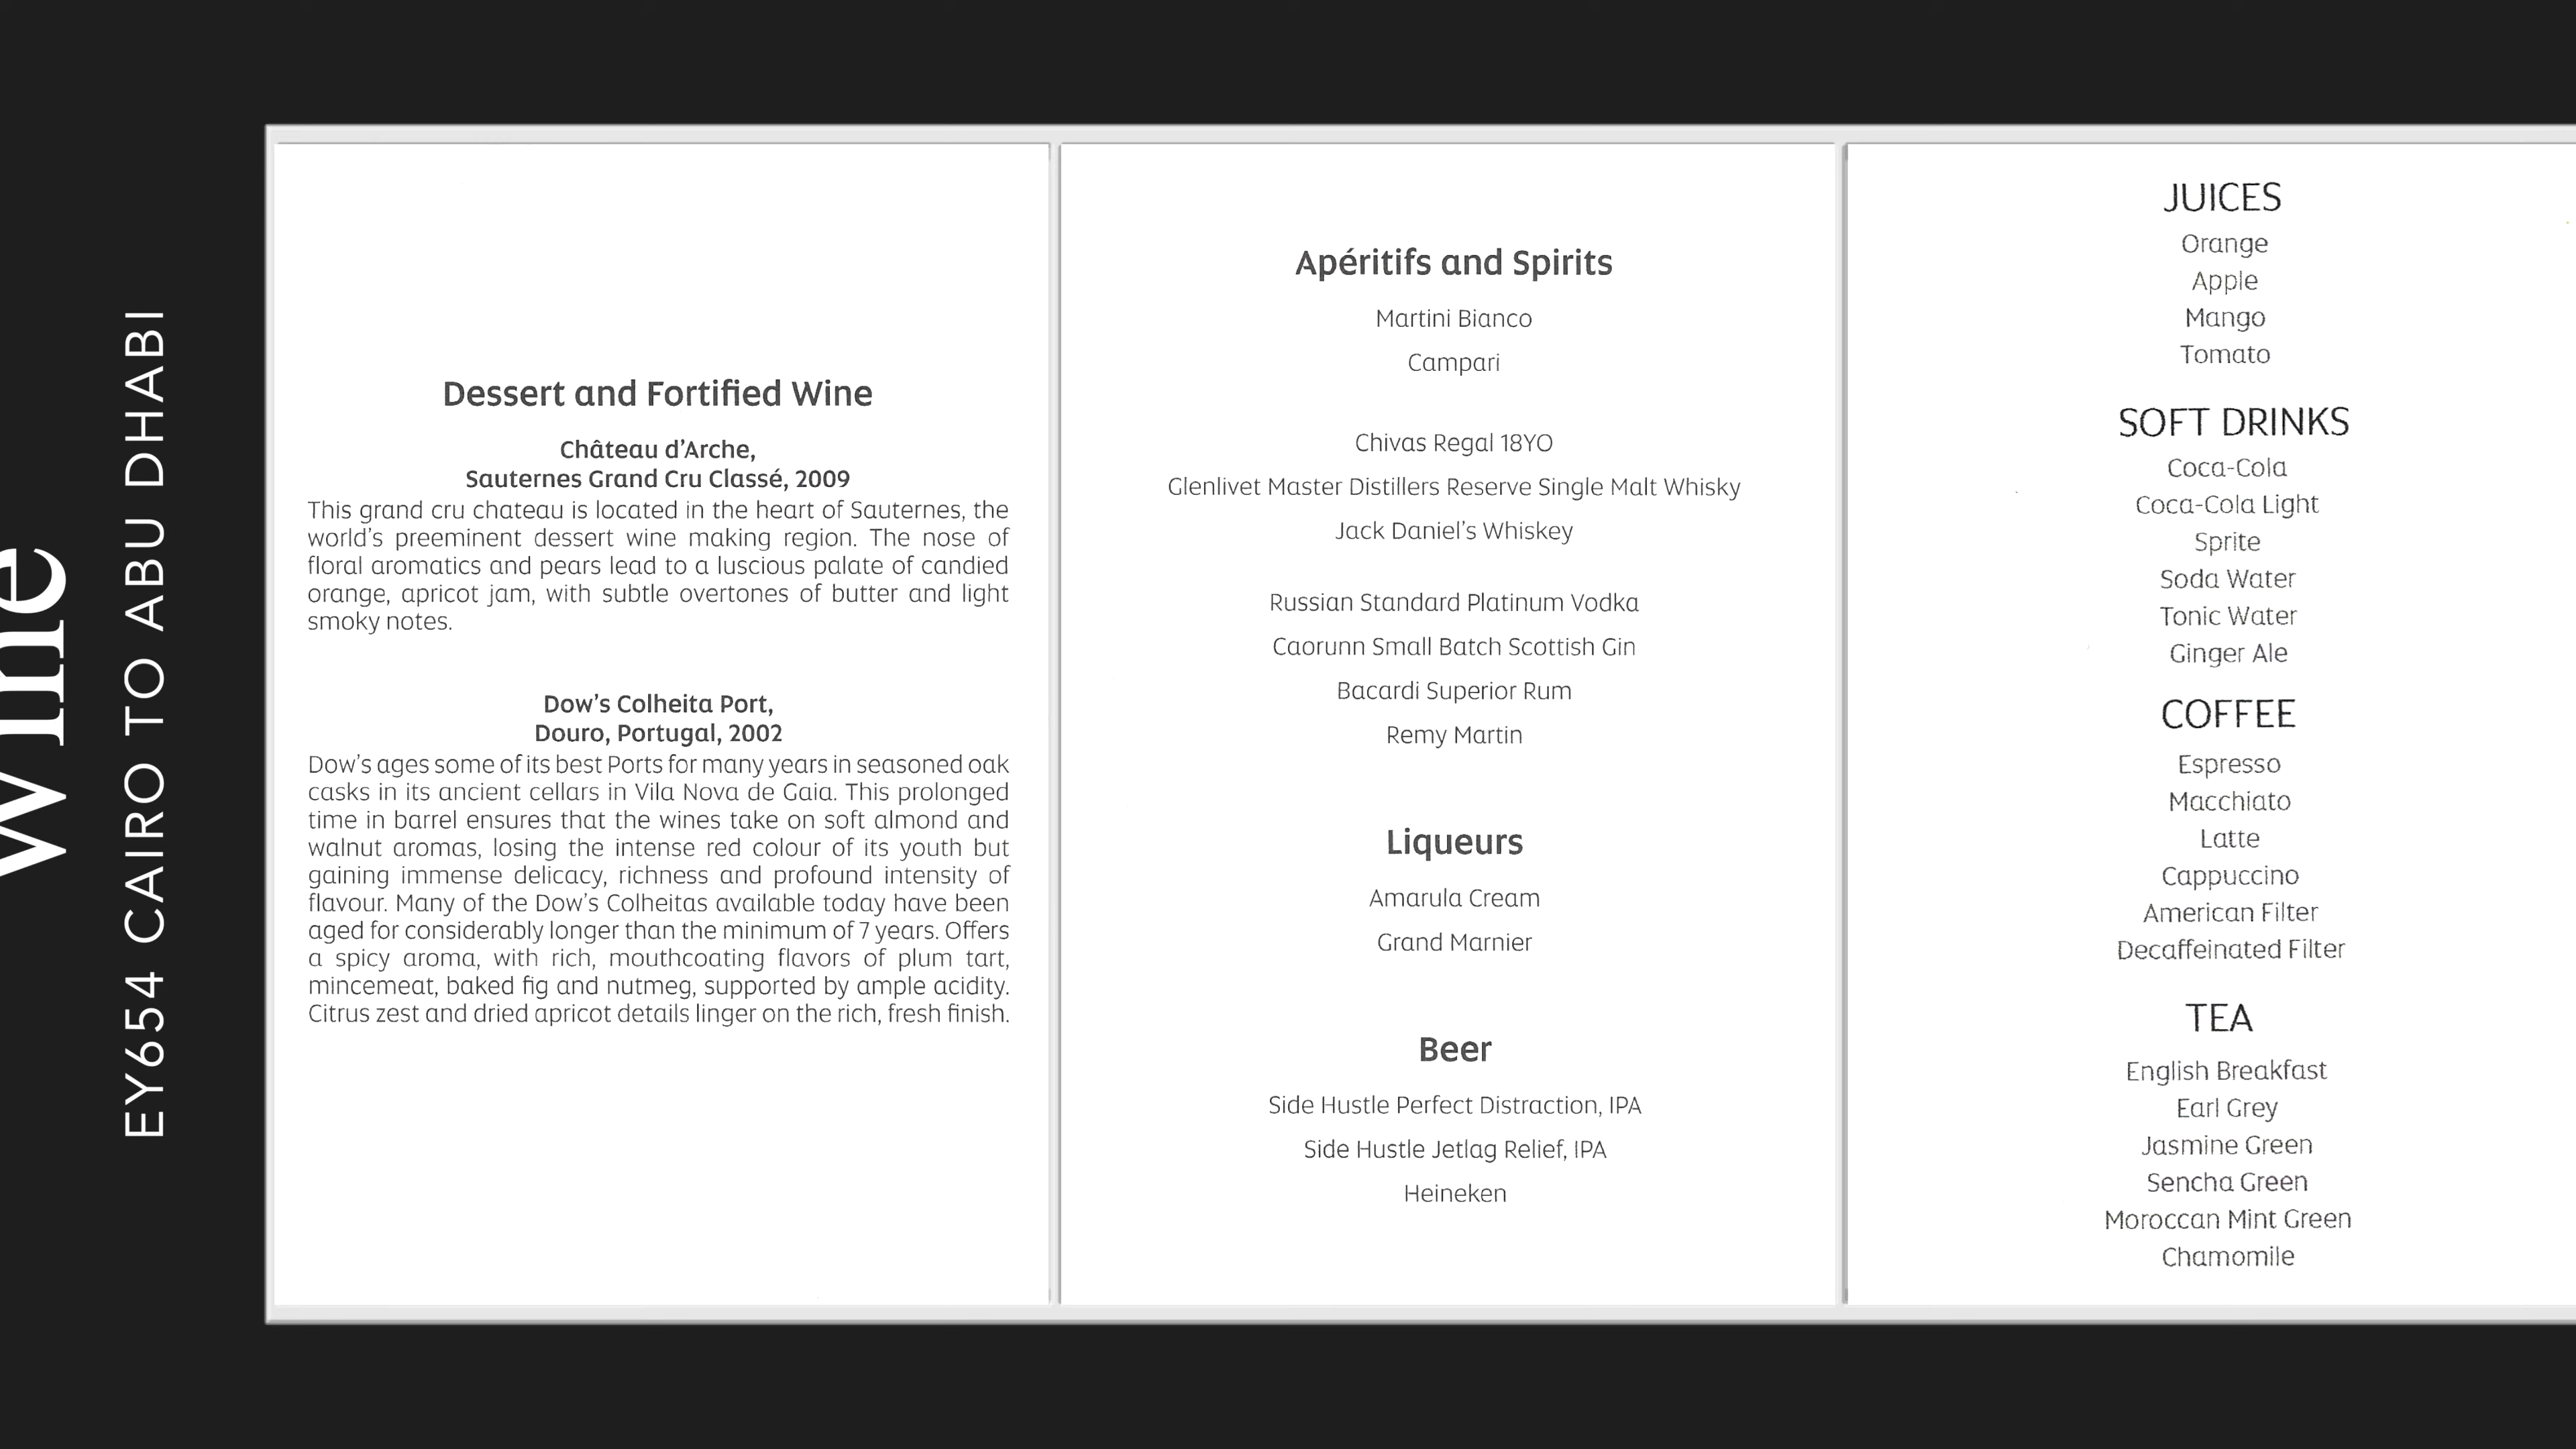 Wine
EY654 CAIRO TO ABU DHABI
Dessert and Fortified Wine
Château d'Arche,
Sauternes Grand Cru Classé, 2009
This grand cru chateau is located in the heart of Sauternes, the
world's preeminent dessert wine making region. The nose of
floral aromatics and pears lead to a luscious palate of candied
orange, apricot jam, with subtle overtones of butter and light
smoky notes.
Dow's Colheita Port,
Douro, Portugal, 2002
Dow's ages some of its best Ports for many years in seasoned oak
casks in its ancient cellars in Vila Nova de Gaia. This prolonged
time in barrel ensures that the wines take on soft almond and
walnut aromas, losing the intense red colour of its youth but
gaining immense delicacy, richness and profound intensity of
flavour. Many of the Dow's Colheitas available today have been
aged for considerably longer than the minimum of 7 years. Offers
a spicy aroma, with rich, mouthcoating flavors of plum tart,
mincemeat, baked fig and nutmeg, supported by ample acidity.
Citrus zest and dried apricot details linger on the rich, fresh finish.
Apéritifs and Spirits
Martini Bianco
Campari
Chivas Regal 18YO
Glenlivet Master Distillers Reserve Single Malt Whisky
Jack Daniel's Whiskey
Russian Standard Platinum Vodka
Caorunn Small Batch Scottish Gin
Bacardi Superior Rum
Remy Martin
Liqueurs
Amarula Cream
Grand Marnier
Beer
Side Hustle Perfect Distraction, IPA
Side Hustle Jetlag Relief, IPA
Heineken
JUICES
Orange
Apple
Mango
Tomato
SOFT DRINKS
Coca-Cola
Coca-Cola Light
Sprite
Soda Water
Tonic Water
Ginger Ale
COFFEE
Espresso
Macchiato
Latte
Cappuccino
American Filter
Decaffeinated Filter
TEA
English Breakfast
Earl Grey
Jasmine Green
Sencha Green
Moroccan Mint Green
Chamomile